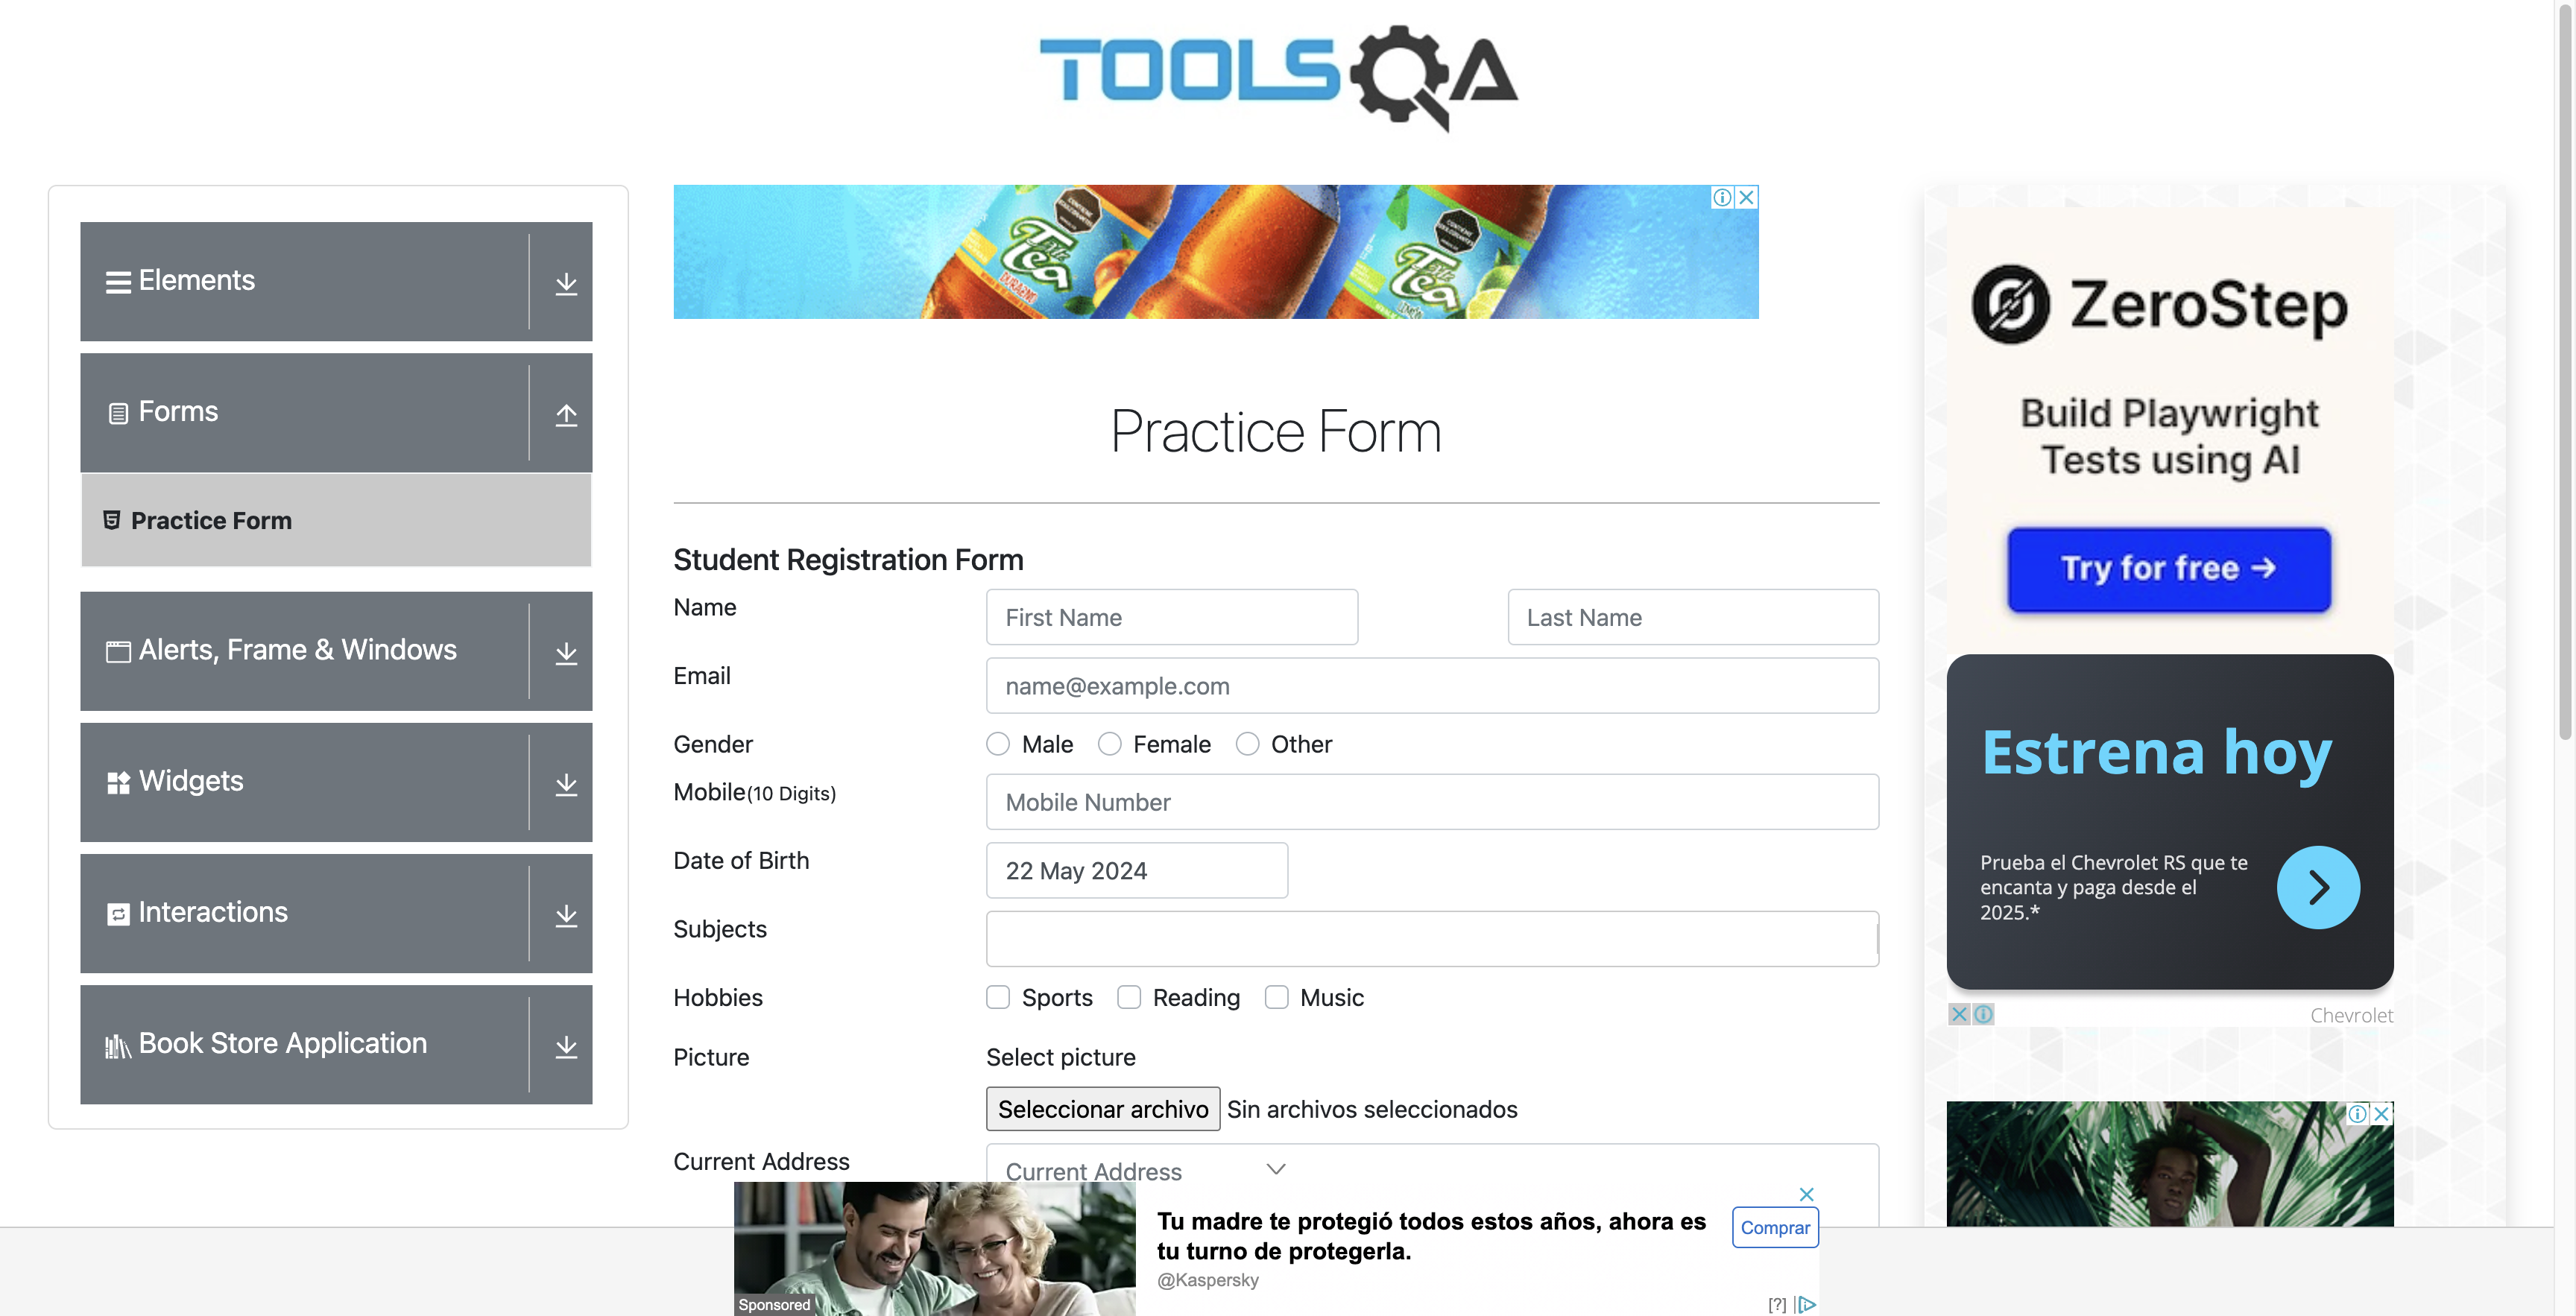 TOOLSQA
Elements
Forms
Practice Form
Alerts, Frame & Windows
Widgets
Interactions
Book Store Application
Practice Form
Student Registration Form
Name
First Name
Last Name
Email
name@example.com
Gender
Male
Female
Other
Mobile(10 Digits)
Mobile Number
Date of Birth
22 May 2024
Subjects
Hobbies
Sports
Reading
Music
Picture
Select picture
Seleccionar archivo
Sin archivos seleccionados
Current Address
Current Address
Tu madre te protegió todos estos años, ahora es
tu turno de protegerla.
@Kaspersky
Comprar
Sponsored
[?]
ZeroStep
Build Playwright
Tests using AI
Try for free →
Estrena hoy
Prueba el Chevrolet RS que te
encanta y paga desde el
2025.*
Chevrolet